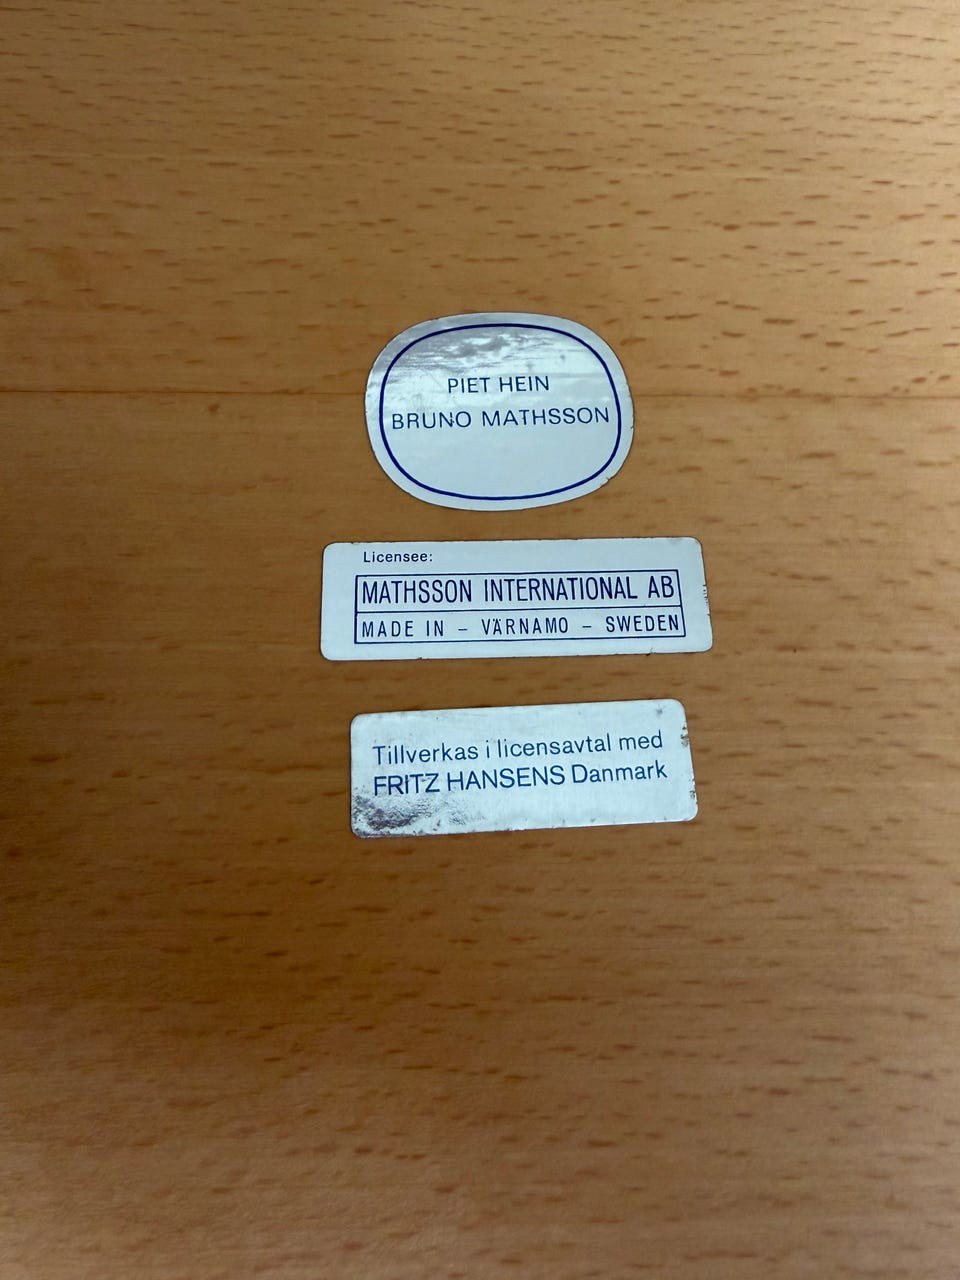 PIET HEIN
BRUNO MATHSSON
Licensee:
MATHSSON INTERNATIONAL AB
MADE IN – VÄRNAMO – SWEDEN
Tillverkas i licensavtal med
FRITZ HANSENS Danmark